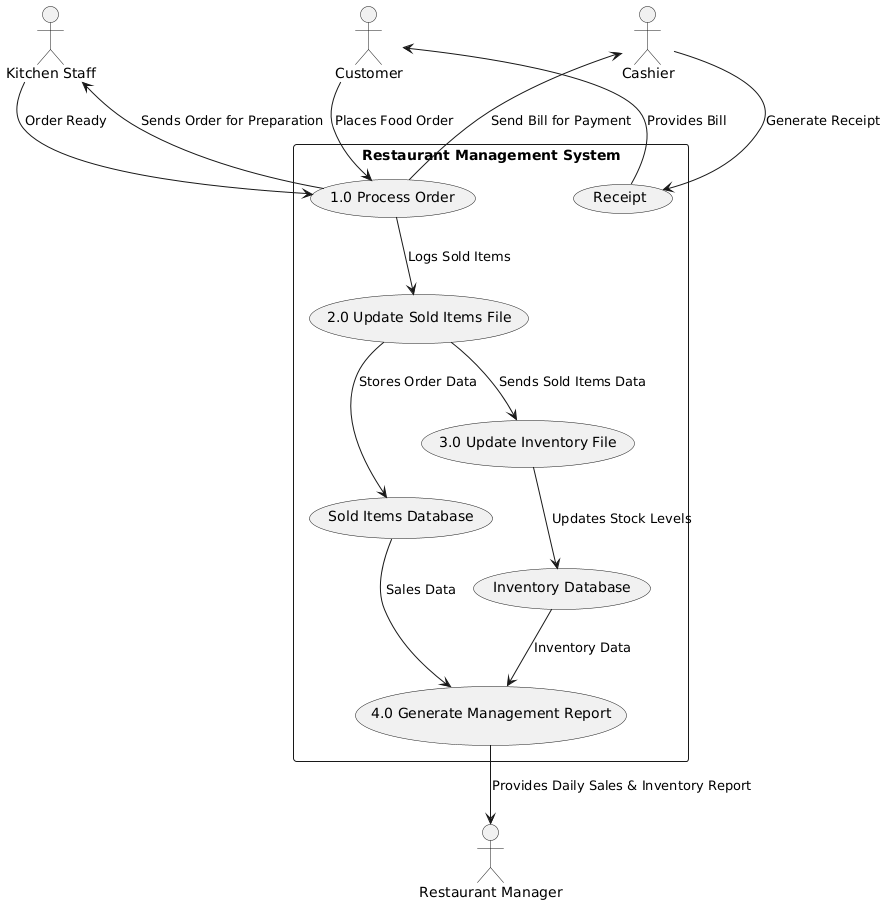 Kitchen Staff
Customer
Cashier
Order Ready
Sends Order for Preparation
Places Food Order
Send Bill for Payment
Provides Bill
Generate Receipt
Restaurant Management System
1.0 Process Order
Receipt
Logs Sold Items
2.0 Update Sold Items File
Stores Order Data
Sends Sold Items Data
3.0 Update Inventory File
Sold Items Database
Updates Stock Levels
Inventory Database
Sales Data
Inventory Data
4.0 Generate Management Report
Provides Daily Sales & Inventory Report
Restaurant Manager